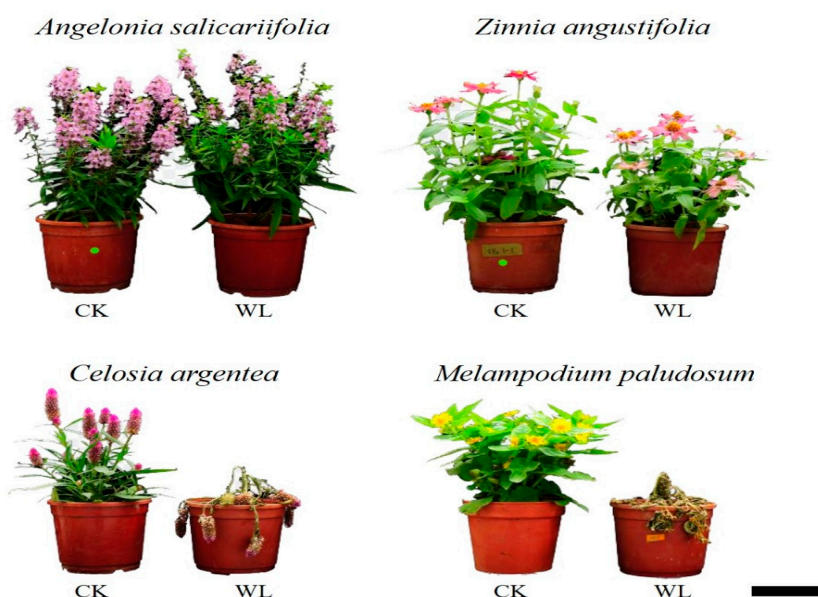 Angelonia salicariifolia
Zinnia angustifolia
CK
WL
CK
WL
Celosia argentea
Melampodium paludosum
CK
WL
CK
WL